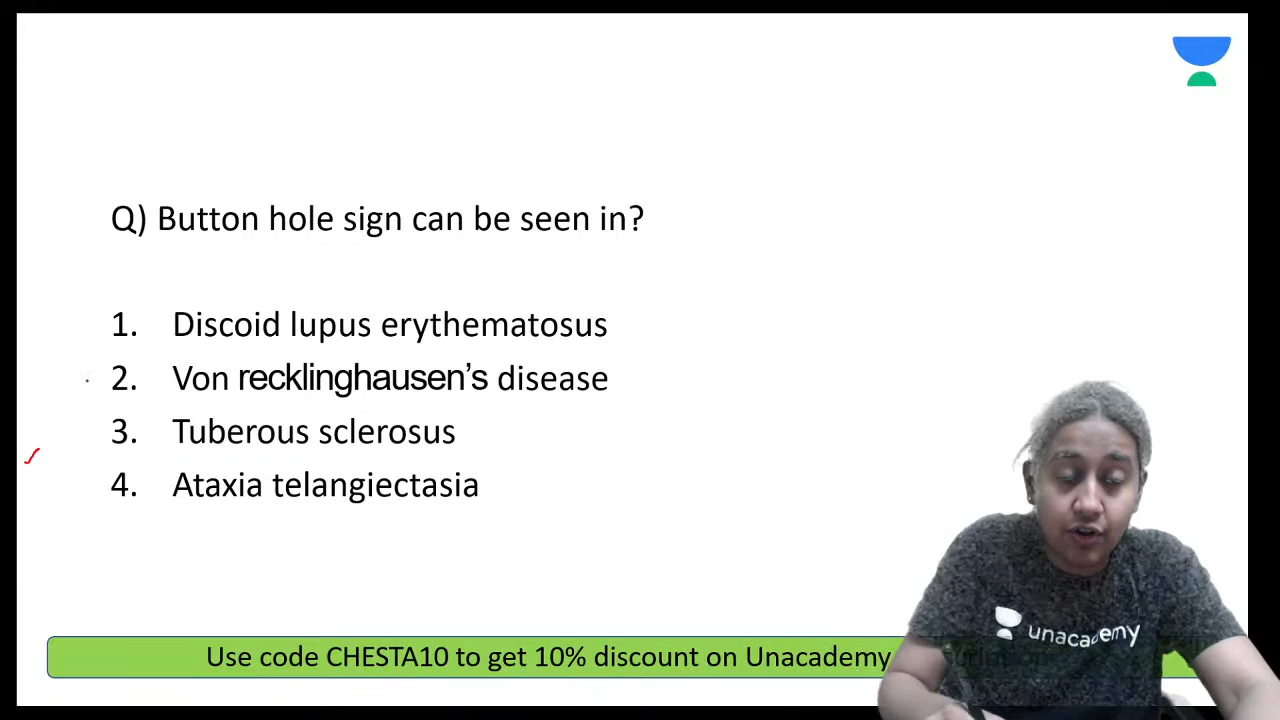 Q) Button hole sign can be seen in?
1. Discoid lupus erythematosus
2. Von recklinghausen’s disease
3. Tuberous sclerosus
4. Ataxia telangiectasia
unacademy
Use code CHESTA10 to get 10% discount on Unacademy